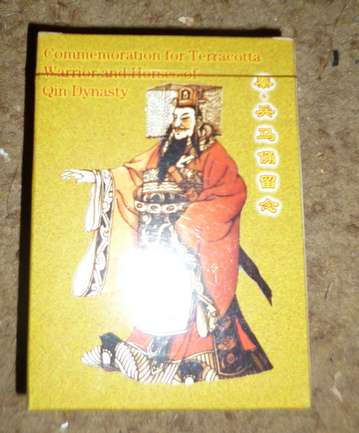 Commemoration for Terracotta
Warrior and Horses of
Qin Dynasty
秦·兵马俑留念